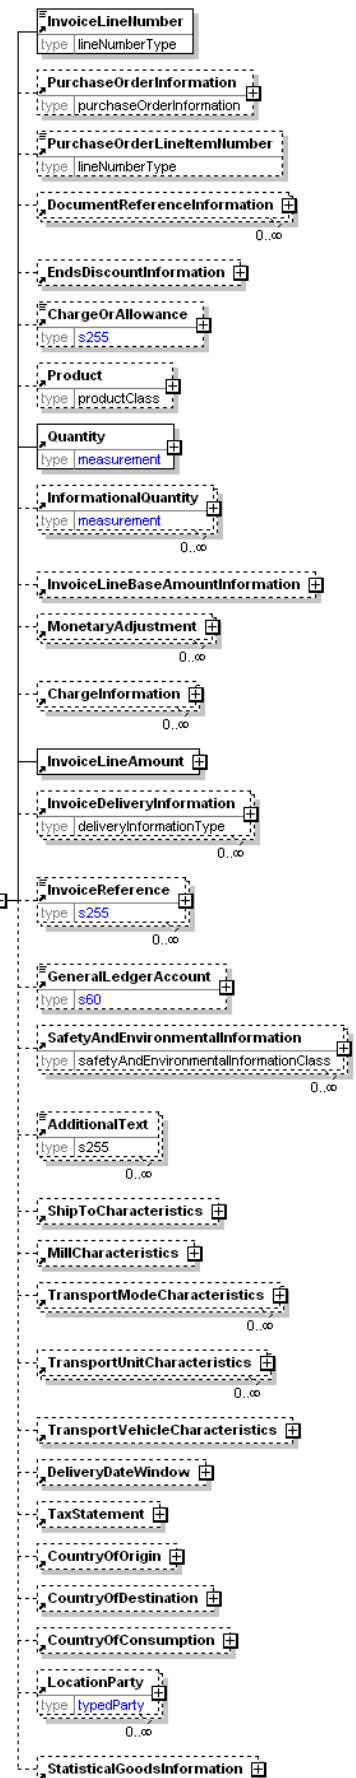 InvoiceLineNumber
type lineNumberType
PurchaseOrderInformation
type purchaseOrderInformation
PurchaseOrderLineItemNumber
type lineNumberType
DocumentReferenceInformation
0..∞
EndsDiscountInformation
ChargeOrAllowance
type s255
Product
type productClass
Quantity
type measurement
InformationalQuantity
type measurement
0..∞
InvoiceLineBaseAmountInformation
MonetaryAdjustment
0..∞
ChargeInformation
0..∞
InvoiceLineAmount
InvoiceDeliveryInformation
type deliveryInformationType
0..∞
InvoiceReference
type s255
0..∞
GeneralLedgerAccount
type s60
SafetyAndEnvironmentalInformation
type safetyAndEnvironmentalInformationClass
0..∞
AdditionalText
type s255
0..∞
ShipToCharacteristics
MillCharacteristics
TransportModeCharacteristics
0..∞
TransportUnitCharacteristics
0..∞
TransportVehicleCharacteristics
DeliveryDateWindow
TaxStatement
CountryOfOrigin
CountryOfDestination
CountryOfConsumption
LocationParty
type typedParty
0..∞
StatisticalGoodsInformation